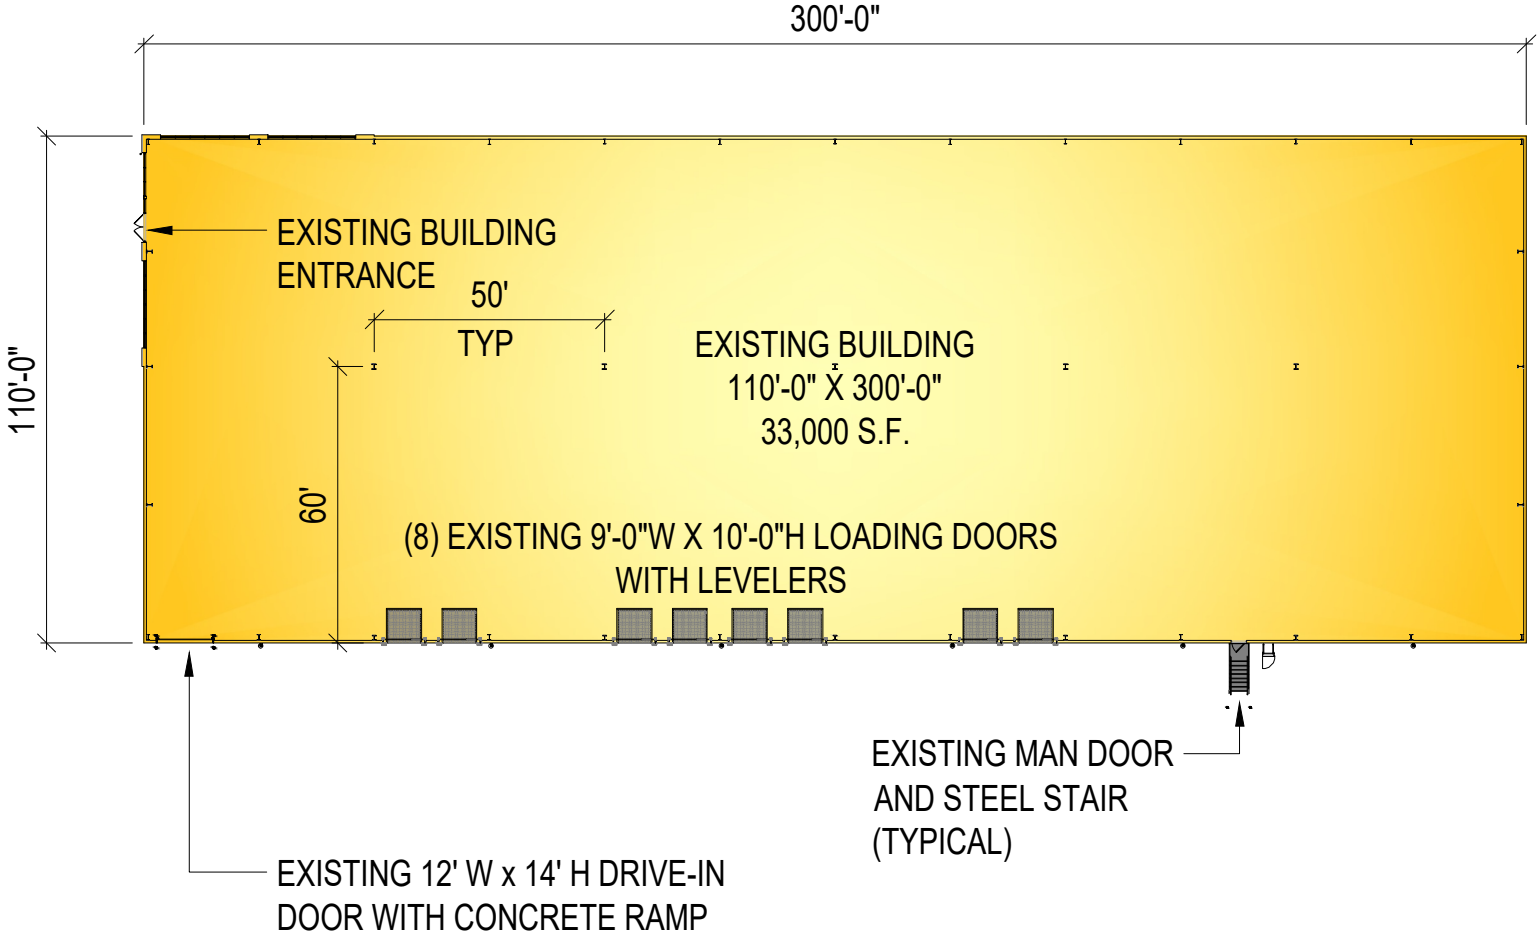 300'-0"
EXISTING BUILDING
ENTRANCE
50'
TYP
EXISTING BUILDING
110'-0" X 300'-0"
33,000 S.F.
110'-0"
60'
(8) EXISTING 9'-0"W X 10'-0"H LOADING DOORS
WITH LEVELERS
EXISTING MAN DOOR
AND STEEL STAIR
(TYPICAL)
EXISTING 12' W x 14' H DRIVE-IN
DOOR WITH CONCRETE RAMP